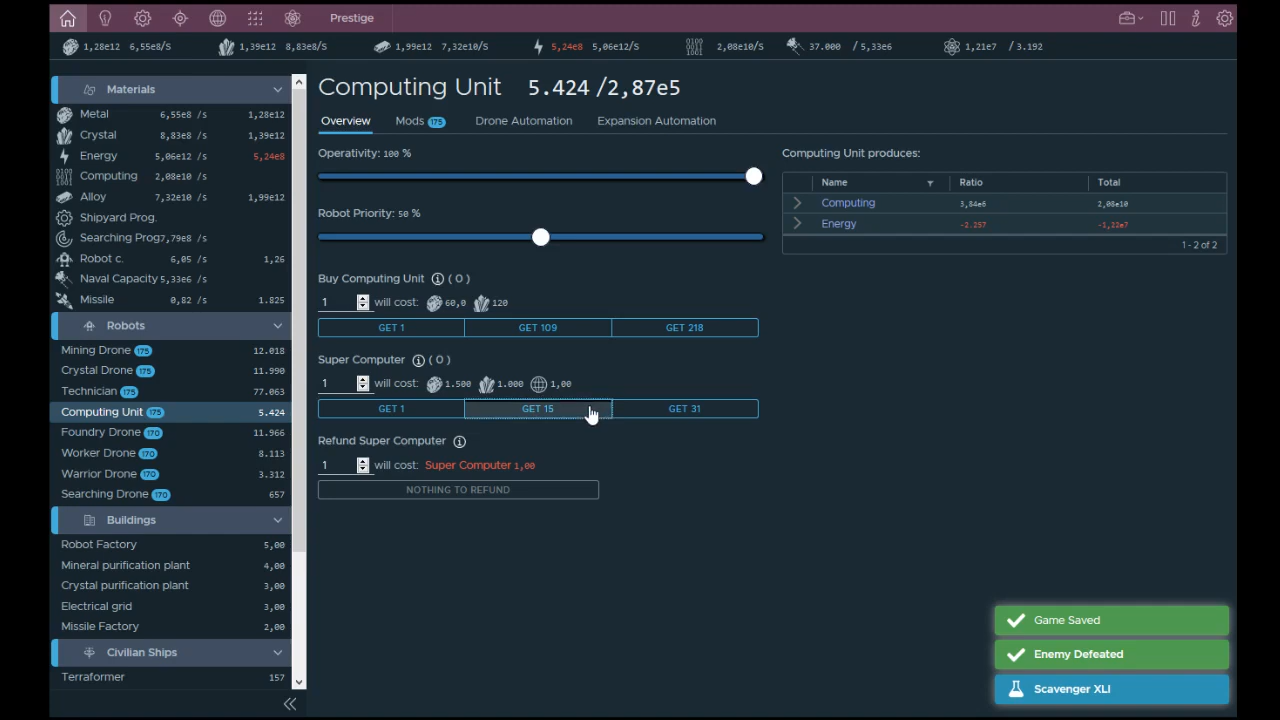 Prestige
1,28e12 6,55e8/S 1,39e12 8,83e8/S 1,99e12 7,32e10/S 5,24e8 5,06e12/S 2,08e10/S 37.000 / 5,33e6 1,21e7 / 3.192
Materials
Metal 6,55e8 /s 1,28e12
Crystal 8,83e8 /s 1,39e12
Energy 5,06e12 /s 5,24e8
Computing 2,08e10 /s
Alloy 7,32e10 /s 1,99e12
Shipyard Prog.
Searching Prog 7,79e8 /s
Robot c. 6,05 /s 1,26
Naval Capacity 5,33e6 /s
Missile 0,82 /s 1.825
Robots
Mining Drone 175 12.018
Crystal Drone 175 11.990
Technician 175 77.063
Computing Unit 175 5.424
Foundry Drone 170 11.966
Worker Drone 170 8.113
Warrior Drone 170 3.312
Searching Drone 170 657
Buildings
Robot Factory 5,00
Mineral purification plant 4,00
Crystal purification plant 3,00
Electrical grid 3,00
Missile Factory 2,00
Civilian Ships
Terraformer 157
Computing Unit 5.424 /2,87e5
Overview Mods 175 Drone Automation Expansion Automation
Operativity: 100 %
Robot Priority: 50 %
Buy Computing Unit ( 0 )
1 will cost: 60,0 120
GET 1 GET 109 GET 218
Super Computer ( 0 )
1 will cost: 1.500 1.000 1,00
GET 1 GET 15 GET 31
Refund Super Computer
1 will cost: Super Computer 1,00
NOTHING TO REFUND
Computing Unit produces:
Name Ratio Total
Computing 3,84e6 2,08e10
Energy -2.257 -1,22e7
1 - 2 of 2
Game Saved
Enemy Defeated
Scavenger XLI